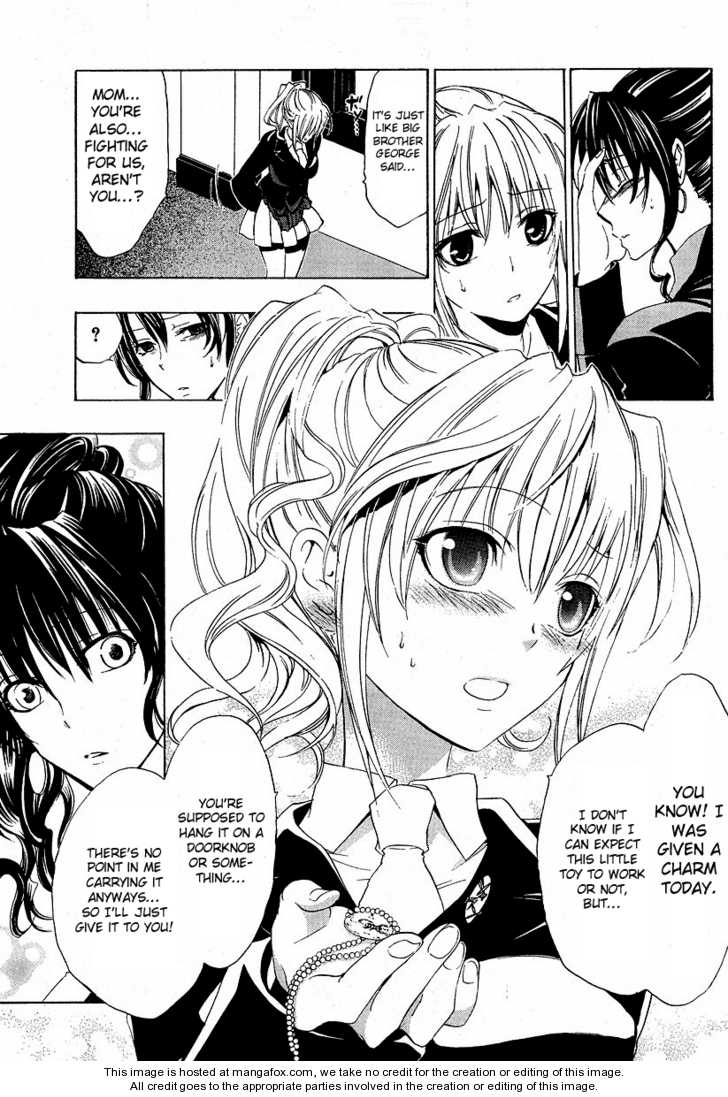 IT'S JUST
LIKE BIG
BROTHER
GEORGE
SAID...
MOM...
YOU'RE
ALSO...
FIGHTING
FOR US,
AREN'T
YOU...?
?
YOU
KNOW! I
WAS
GIVEN A
CHARM
TODAY.
I DON'T
KNOW IF I
CAN EXPECT
THIS LITTLE
TOY TO WORK
OR NOT,
BUT...
YOU'RE
SUPPOSED TO
HANG IT ON A
DOORKNOB
OR SOME-
THING...
THERE'S NO
POINT IN ME
CARRYING IT
ANYWAYS...
SO I'LL JUST
GIVE IT TO YOU!
This image is hosted at mangafox.com, we take no credit for the creation or editing of this image.
All credit goes to the appropriate parties involved in the creation or editing of this image.